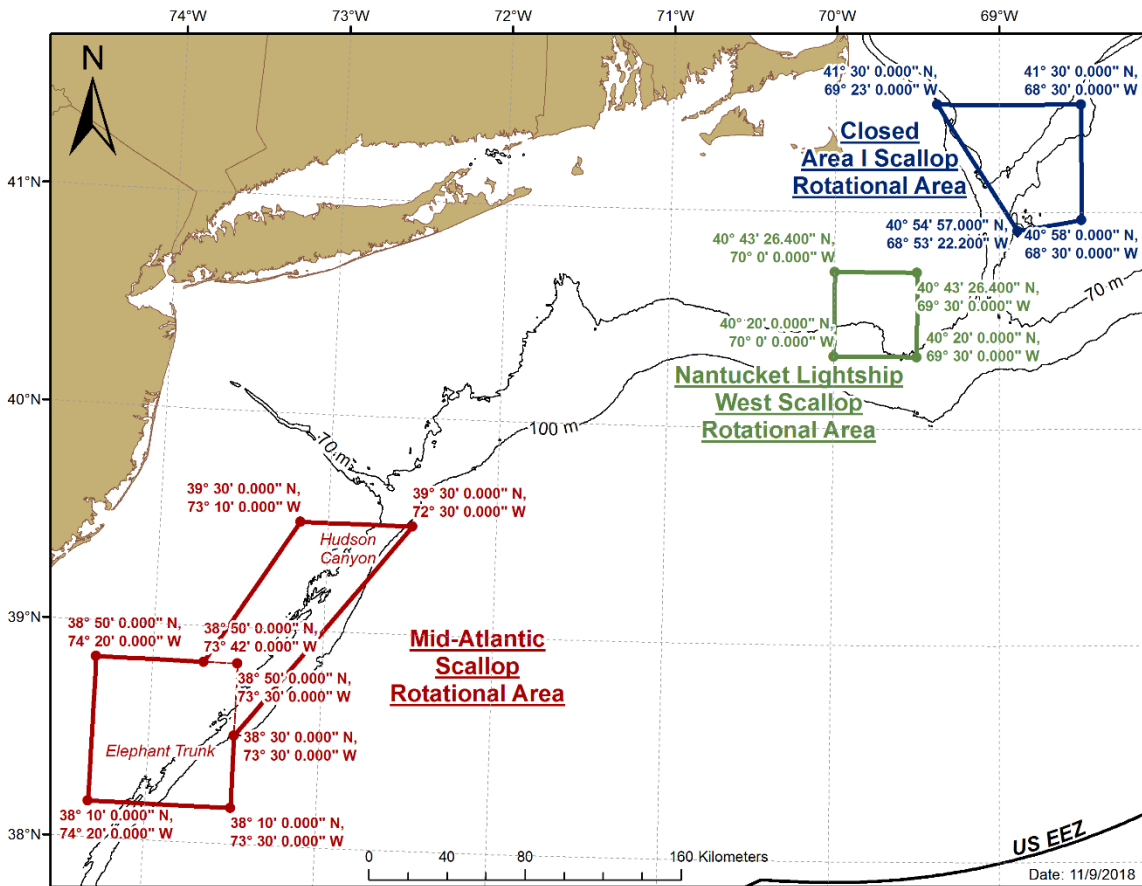 74°W
73°W
72°W
71°W
70°W
69°W
N
41° 30' 0.000" N,
69° 23' 0.000" W
41° 30' 0.000" N,
68° 30' 0.000" W
Closed
Area I Scallop
Rotational Area
41°N
40° 54' 57.000" N,
68° 53' 22.200" W
40° 58' 0.000" N,
68° 30' 0.000" W
40° 43' 26.400" N,
70° 0' 0.000" W
40° 43' 26.400" N,
69° 30' 0.000" W
70 m
40° 20' 0.000" N,
70° 0' 0.000" W
40° 20' 0.000" N,
69° 30' 0.000" W
Nantucket Lightship
West Scallop
Rotational Area
40°N
100 m
70 m
39° 30' 0.000" N,
73° 10' 0.000" W
39° 30' 0.000" N,
72° 30' 0.000" W
Hudson
Canyon
39°N
38° 50' 0.000" N,
74° 20' 0.000" W
38° 50' 0.000" N,
73° 42' 0.000" W
Mid-Atlantic
Scallop
Rotational Area
38° 50' 0.000" N,
73° 30' 0.000" W
38° 30' 0.000" N,
73° 30' 0.000" W
Elephant Trunk
38° 10' 0.000" N,
74° 20' 0.000" W
38° 10' 0.000" N,
73° 30' 0.000" W
38°N
US EEZ
0 40 80 160 Kilometers
Date: 11/9/2018
74°W
73°W
72°W
71°W
70°W
69°W